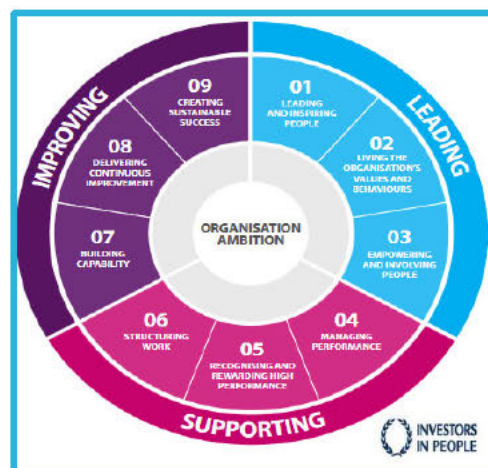 IMPROVING
LEADING
SUPPORTING
01
LEADING
AND INSPIRING
PEOPLE
02
LIVING THE
ORGANISATION'S
VALUES AND
BEHAVIOURS
03
EMPOWERING
AND INVOLVING
PEOPLE
04
MANAGING
PERFORMANCE
05
RECOGNISING AND
REWARDING HIGH
PERFORMANCE
06
STRUCTURING
WORK
07
BUILDING
CAPABILITY
08
DELIVERING
CONTINUOUS
IMPROVEMENT
09
CREATING
SUSTAINABLE
SUCCESS
ORGANISATION
AMBITION
INVESTORS
IN PEOPLE